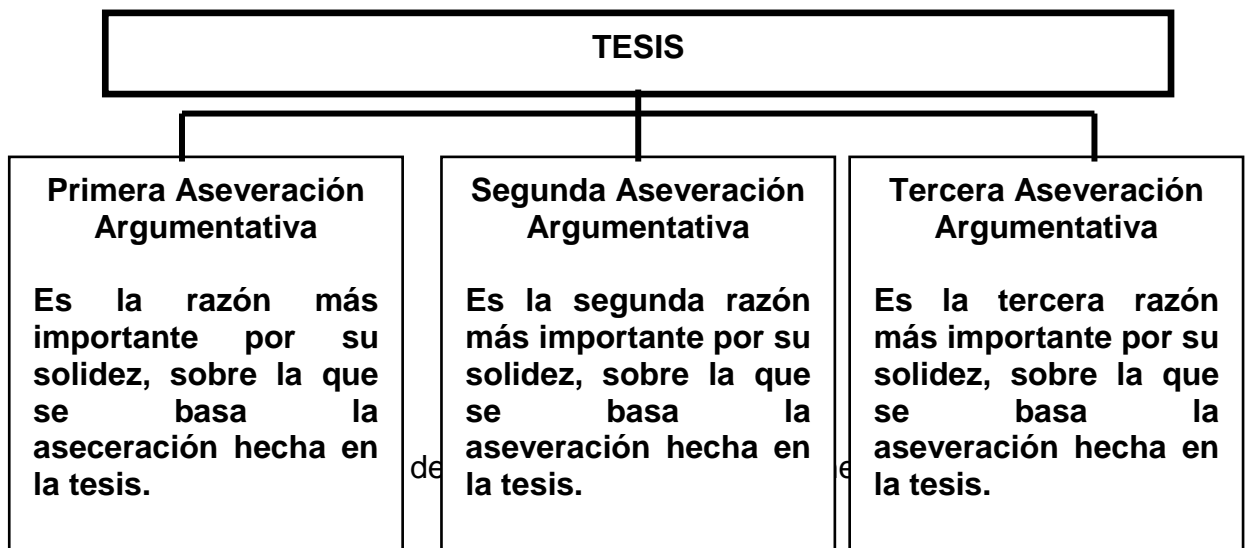 TESIS
Primera Aseveración
Argumentativa
Es la razón más
importante por su
solidez, sobre la que
se basa la
aseceración hecha en
la tesis.
Segunda Aseveración
Argumentativa
Es la segunda razón
más importante por su
solidez, sobre la que
se basa la
aseveración hecha en
la tesis.
Tercera Aseveración
Argumentativa
Es la tercera razón
más importante por su
solidez, sobre la que
se basa la
aseveración hecha en
la tesis.
de